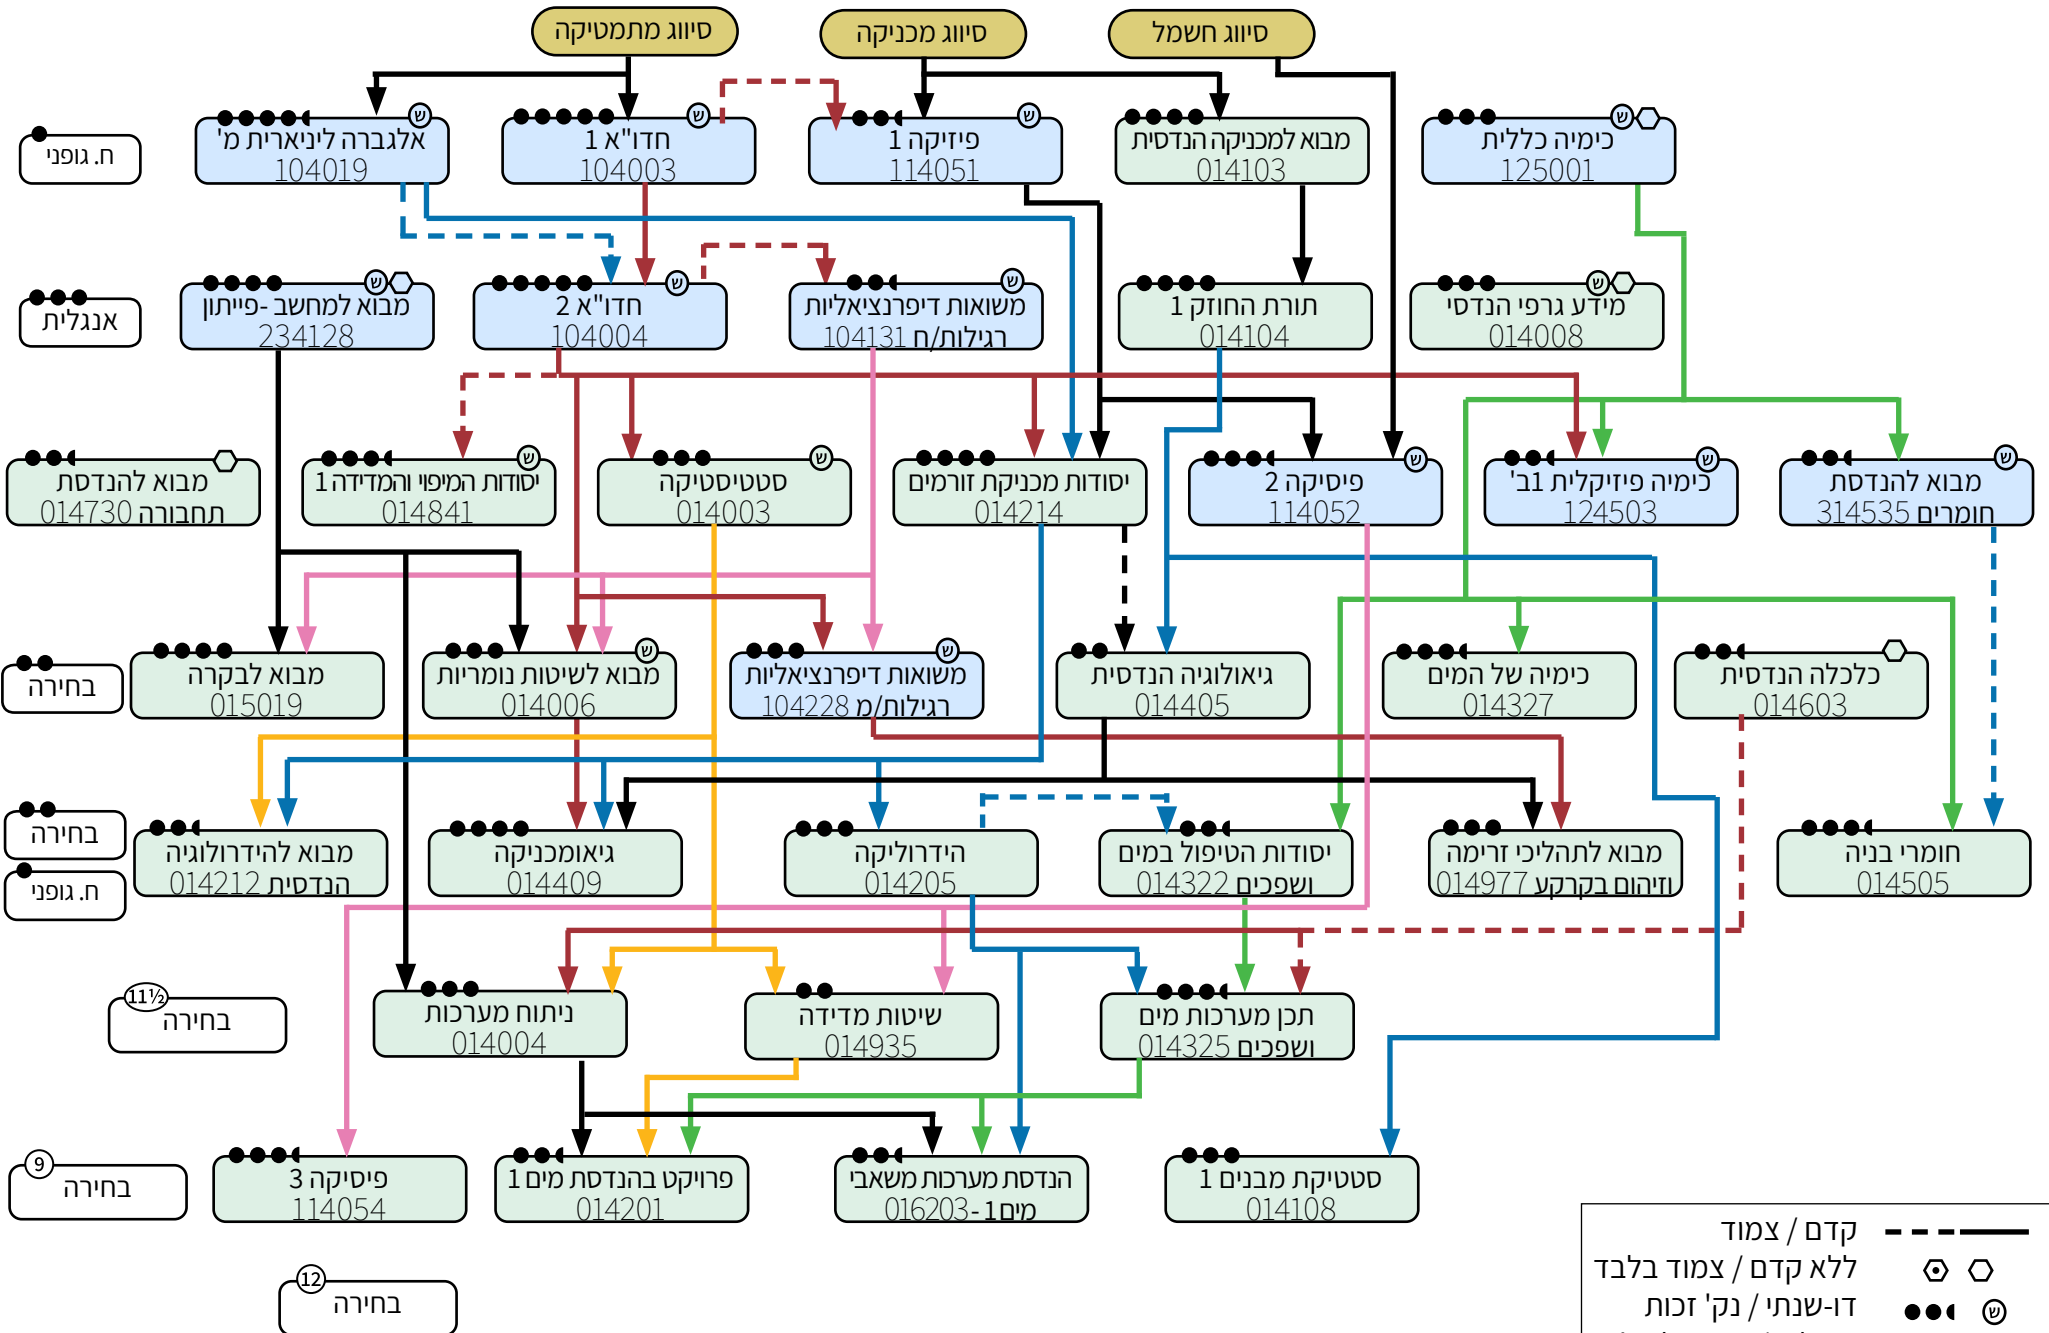 סיווג חשמל
סיווג מכניקה
סיווג מתמטיקה
ש
כימיה כללית
125001
מבוא למכניקה הנדסית
014103
ש
פיזיקה 1
114051
ש
חדו"א 1
104003
ש
אלגברה ליניארית מ'
104019
ח. גופני
ש
מידע גרפי הנדסי
014008
תורת החוזק 1
014104
ש
משואות דיפרנציאליות
רגילות/ח 104131
ש
חדו"א 2
104004
ש
מבוא למחשב -פייתון
234128
אנגלית
ש
מבוא להנדסת
חומרים 314535
ש
כימיה פיזיקלית 1ב'
124503
ש
פיסיקה 2
114052
יסודות מכניקת זורמים
014214
ש
סטטיסטיקה
014003
ש
יסודות המיפוי והמדידה 1
014841
מבוא להנדסת
תחבורה 014730
כלכלה הנדסית
014603
כימיה של המים
014327
גיאולוגיה הנדסית
014405
ש
משואות דיפרנציאליות
רגילות/מ 104228
ש
מבוא לשיטות נומריות
014006
מבוא לבקרה
015019
בחירה
חומרי בניה
014505
מבוא לתהליכי זרימה
וזיהום בקרקע 014977
יסודות הטיפול במים
ושפכים 014322
הידרוליקה
014205
גיאומכניקה
014409
מבוא להידרולוגיה
הנדסית 014212
בחירה
ח. גופני
תכן מערכות מים
ושפכים 014325
שיטות מדידה
014935
ניתוח מערכות
014004
11½
בחירה
סטטיקת מבנים 1
014108
הנדסת מערכות משאבי
מים 1 - 016203
פרויקט בהנדסת מים 1
014201
פיסיקה 3
114054
9
בחירה
12
בחירה
קדם / צמוד
ללא קדם / צמוד בלבד
דו-שנתי / נק' זכות
ש